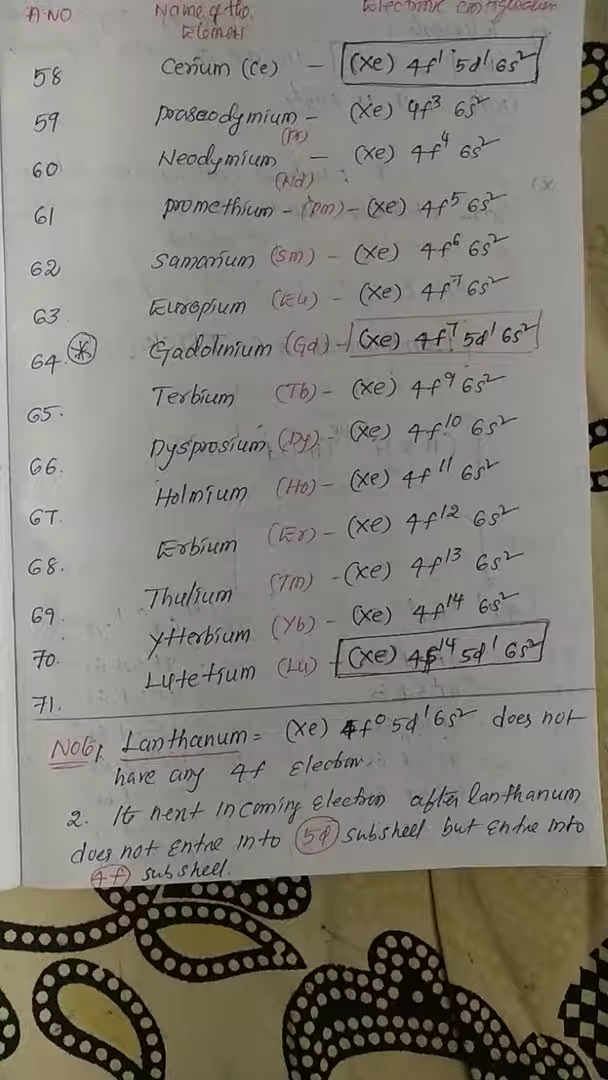 A.NO Name of the Element Electronic configuration
58 Cerium (Ce) – (Xe) 4f¹ 5d¹ 6s²
59 Praseodymium (Pr) – (Xe) 4f³ 6s²
60 Neodymium (Nd) – (Xe) 4f⁴ 6s²
61 promethium – (Pm) – (Xe) 4f⁵ 6s²
62 Samarium (Sm) – (Xe) 4f⁶ 6s²
63. Europium (Eu) – (Xe) 4f⁷ 6s²
64. * Gadolinium (Gd) – (Xe) 4f⁷ 5d¹ 6s²
65. Terbium (Tb) – (Xe) 4f⁹ 6s²
66. Dysprosium (Dy) – (Xe) 4f¹⁰ 6s²
67. Holmium (Ho) – (Xe) 4f¹¹ 6s²
68. Erbium (Er) – (Xe) 4f¹² 6s²
69. Thulium (Tm) – (Xe) 4f¹³ 6s²
70. Ytterbium (Yb) – (Xe) 4f¹⁴ 6s²
71. Lutetium (Lu) – (Xe) 4f¹⁴ 5d¹ 6s²
Note, Lanthanum = (Xe) 4f⁰ 5d¹ 6s² does not
have any 4f Electron.
2. Its next incoming Electron after lanthanum
does not Entre into 5d subshell but Entre into
4f subshell.